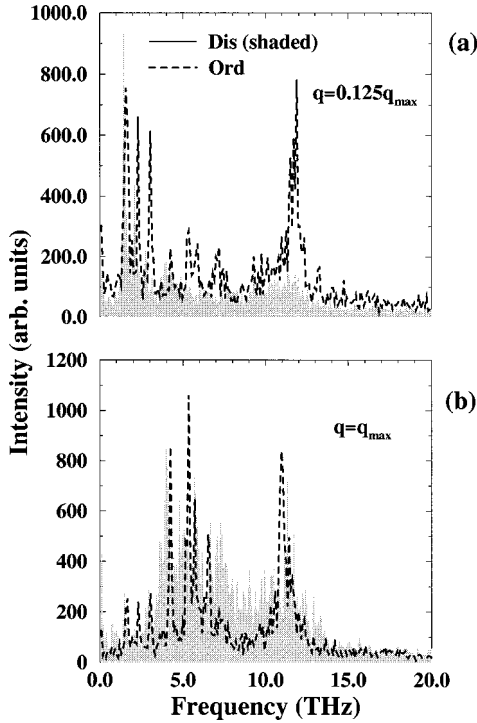 1000.0
800.0
600.0
400.0
200.0
0.0
Dis (shaded)
Ord
(a)
q=0.125qmax
Intensity (arb. units)
1200
1000
800
600
400
200
0
(b)
q=qmax
0.0 5.0 10.0 15.0 20.0
Frequency (THz)